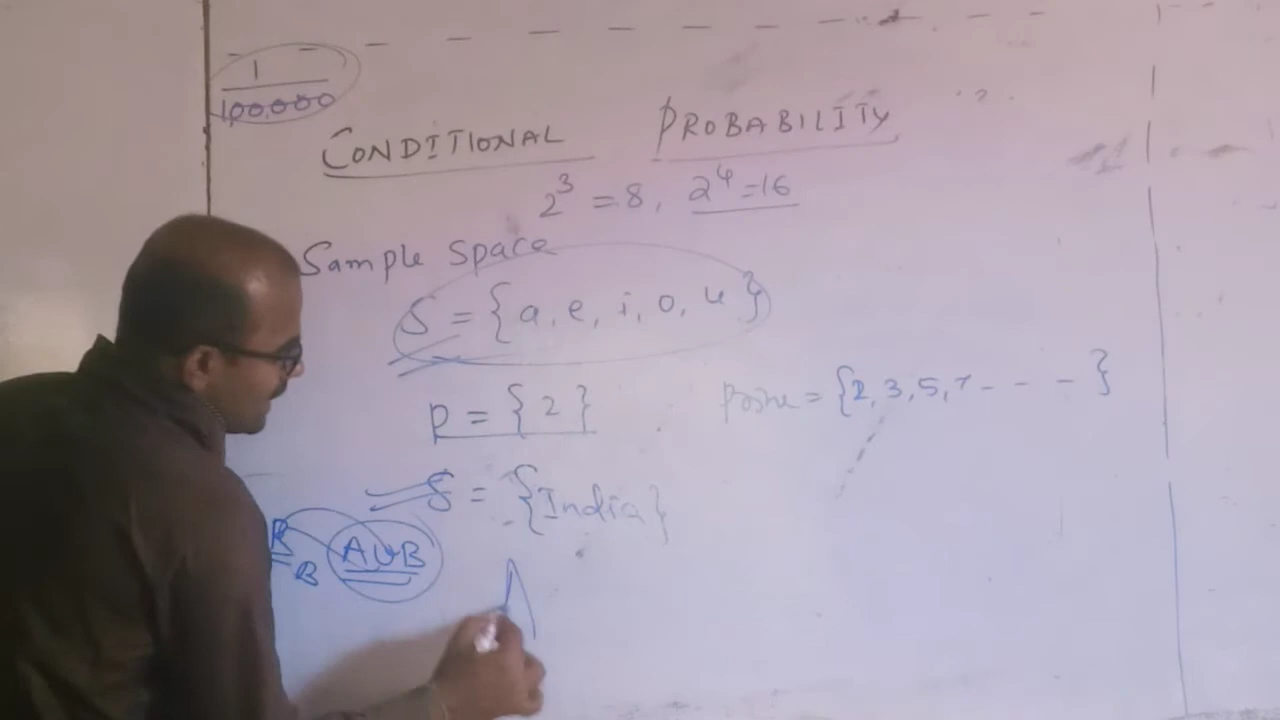 1
100,000
CONDITIONAL PROBABILITY
2³ = 8, 2⁴ = 16
Sample Space
S = {a, e, i, o, u}
P = {2}
Prime = {2, 3, 5, 7 - - - }
S = {India}
B
A∪B
A